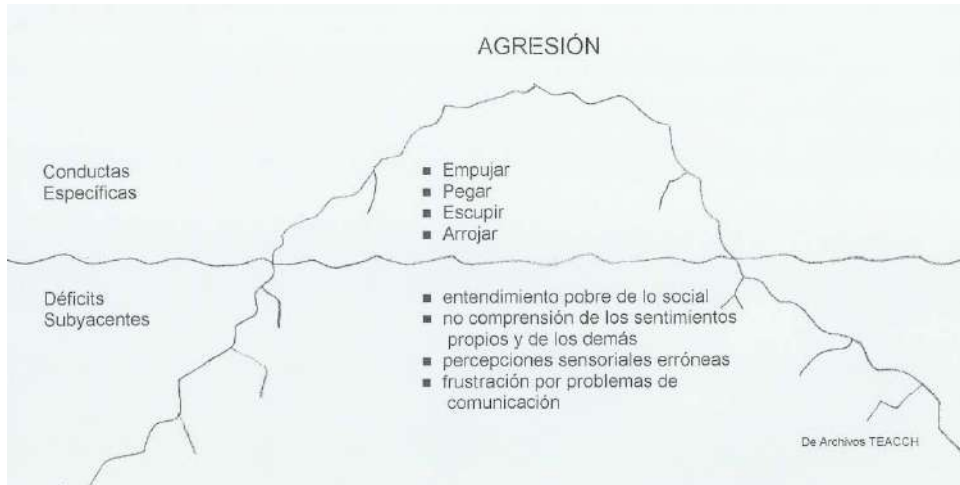 AGRESIÓN
Conductas
Específicas
■ Empujar
■ Pegar
■ Escupir
■ Arrojar
Déficits
Subyacentes
■ entendimiento pobre de lo social
■ no comprensión de los sentimientos
propios y de los demás
■ percepciones sensoriales erróneas
■ frustración por problemas de
comunicación
De Archivos TEACCH